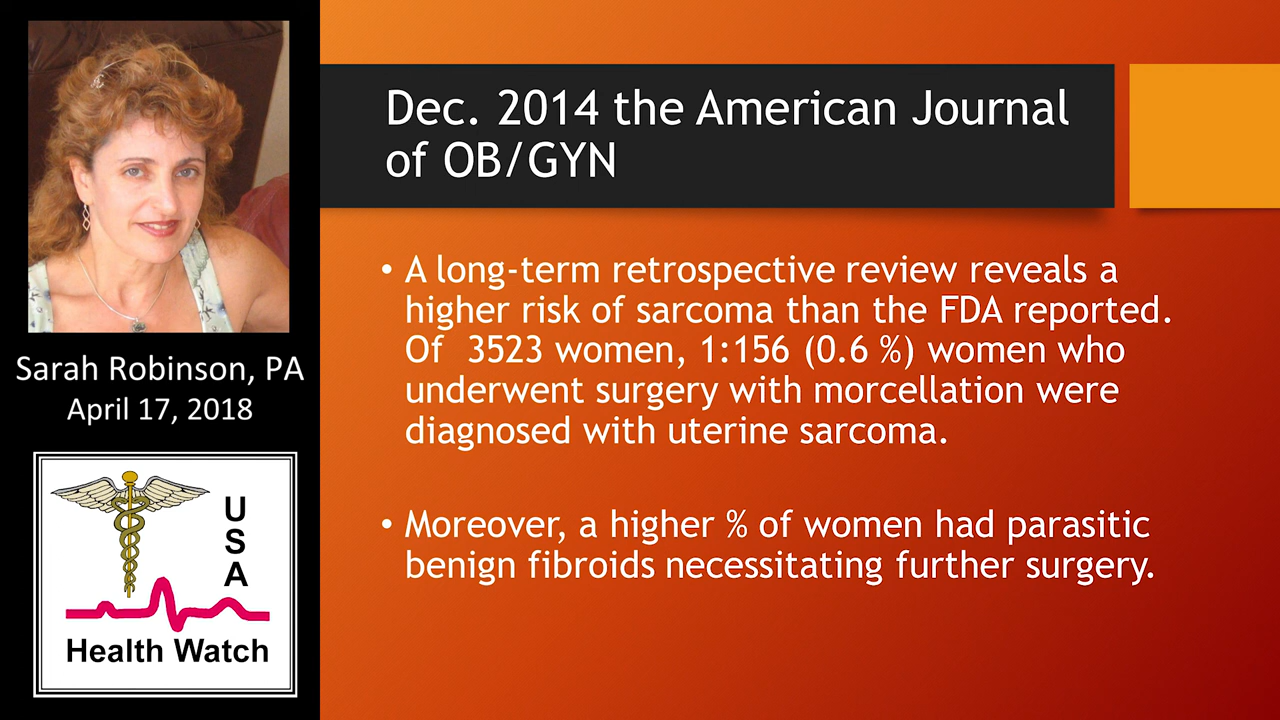 Dec. 2014 the American Journal
of OB/GYN
• A long-term retrospective review reveals a
higher risk of sarcoma than the FDA reported.
Of  3523 women, 1:156 (0.6 %) women who
underwent surgery with morcellation were
diagnosed with uterine sarcoma.
• Moreover, a higher % of women had parasitic
benign fibroids necessitating further surgery.
Sarah Robinson, PA
April 17, 2018
U
S
A
Health Watch